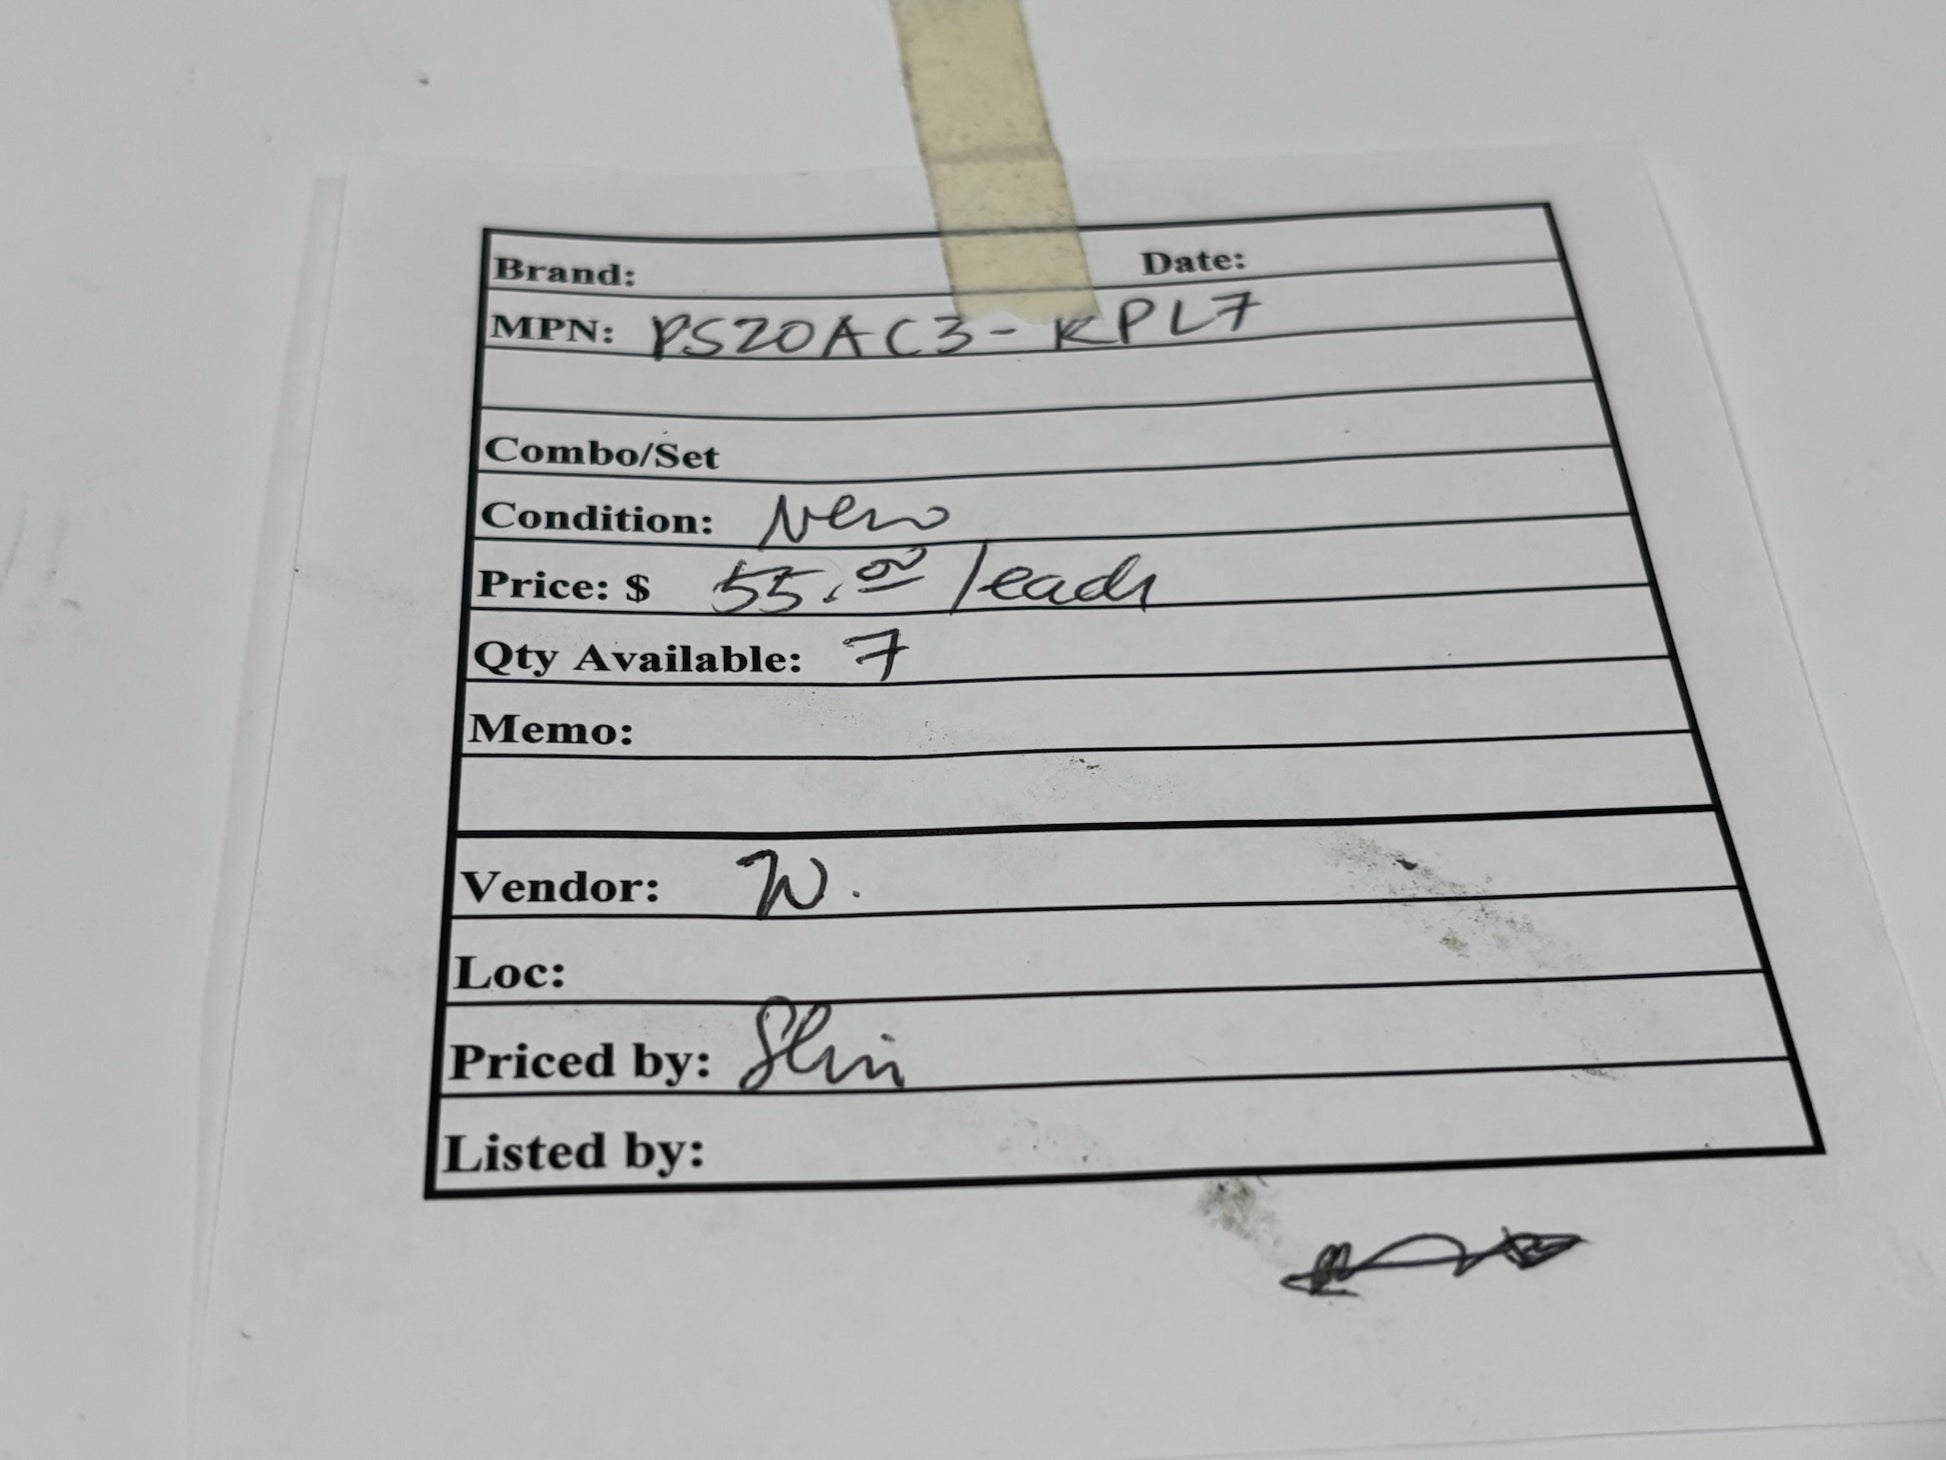 Brand: Date:
MPN: PS20AC3-KPL7
Combo/Set
Condition: New
Price: $ 55.00 /each
Qty Available: 7
Memo:
Vendor: W.
Loc:
Priced by:
Listed by: